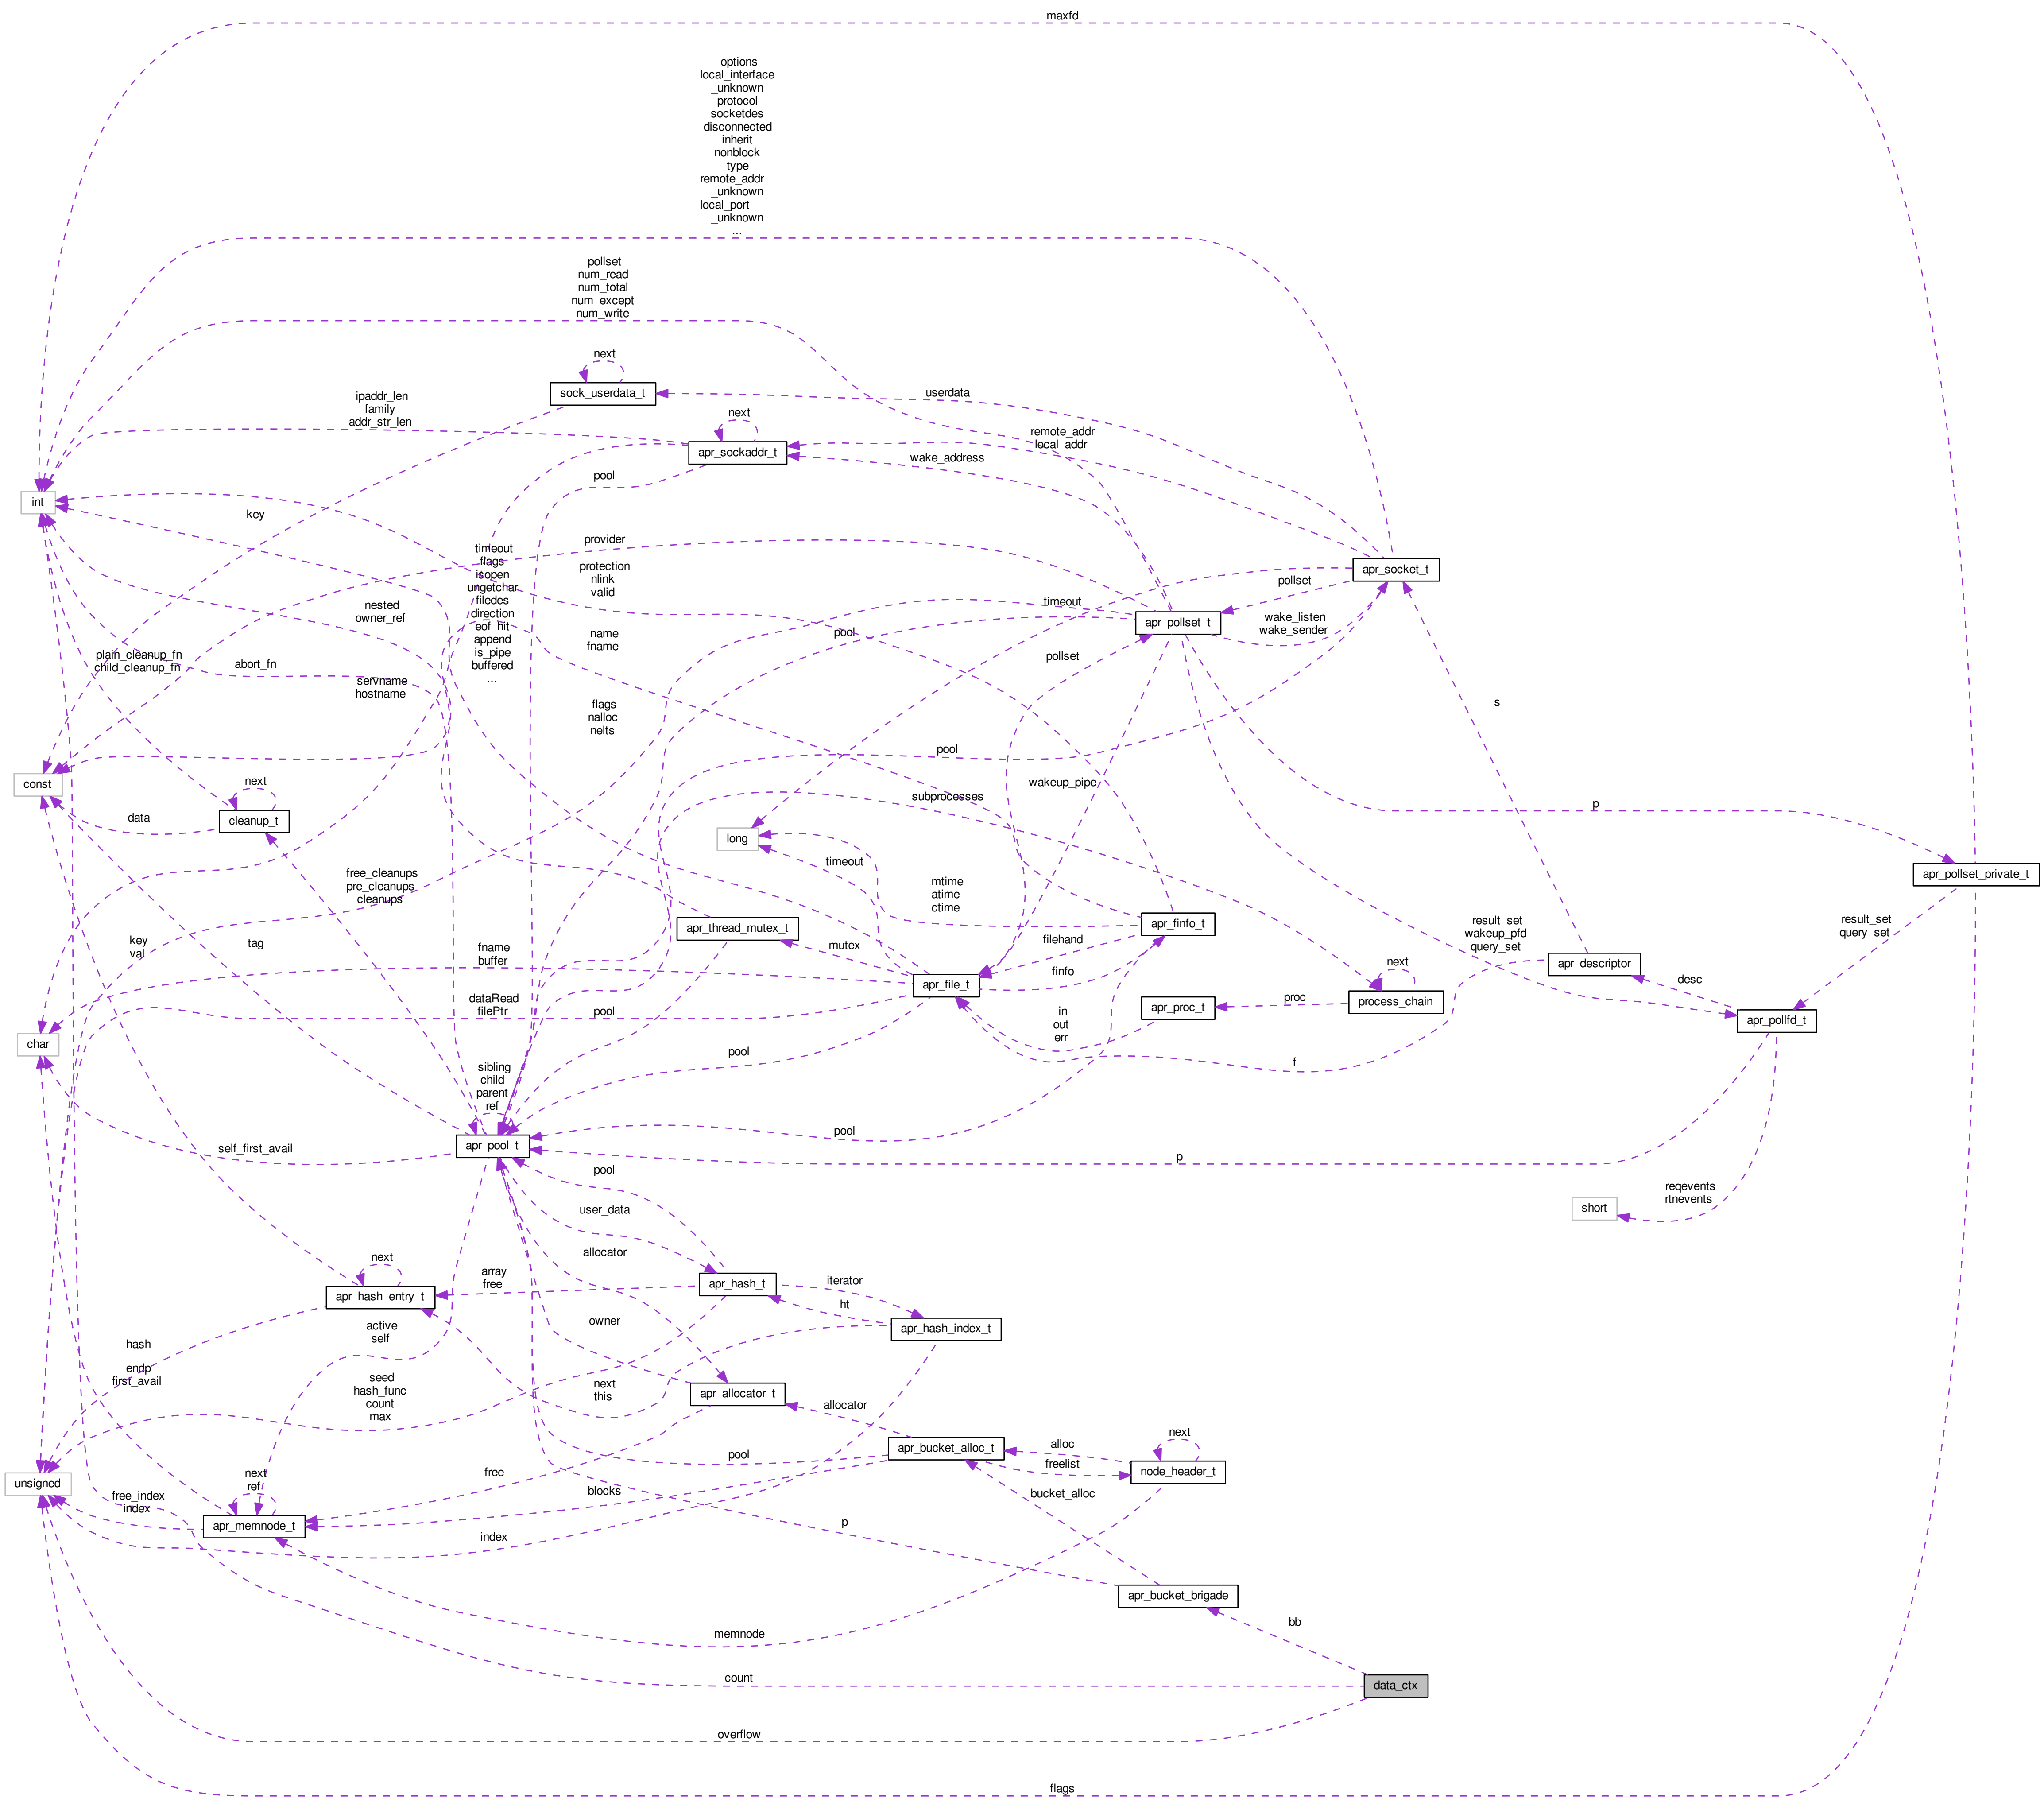 maxfd
options
local_interface
_unknown
protocol
socketdes
disconnected
inherit
nonblock
type
remote_addr
_unknown
local_port
_unknown
...
pollset
num_read
num_total
num_except
num_write
next
sock_userdata_t
userdata
ipaddr_len
family
addr_str_len
next
apr_sockaddr_t
remote_addr
local_addr
wake_address
pool
int
key
provider
timeout
flags
isopen
ungetchar
filedes
direction
eof_hit
append
is_pipe
buffered
...
protection
nlink
valid
apr_socket_t
pollset
timeout
nested
owner_ref
name
fname
pool
apr_pollset_t
wake_listen
wake_sender
plain_cleanup_fn
child_cleanup_fn
abort_fn
pollset
servname
hostname
flags
nalloc
nelts
s
pool
const
next
wakeup_pipe
subprocesses
p
data
cleanup_t
long
timeout
free_cleanups
pre_cleanups
cleanups
mtime
atime
ctime
apr_pollset_private_t
key
val
tag
fname
buffer
apr_thread_mutex_t
mutex
apr_finfo_t
filehand
result_set
wakeup_pfd
query_set
result_set
query_set
finfo
apr_file_t
next
process_chain
proc
apr_proc_t
apr_descriptor
desc
dataRead
filePtr
pool
in
out
err
apr_pollfd_t
char
pool
f
sibling
child
parent
ref
apr_pool_t
pool
self_first_avail
p
pool
reqevents
rtnevents
short
user_data
allocator
next
apr_hash_entry_t
array
free
apr_hash_t
iterator
ht
apr_hash_index_t
owner
active
self
hash
endp
first_avail
seed
hash_func
count
max
next
this
apr_allocator_t
allocator
apr_bucket_alloc_t
alloc
freelist
next
node_header_t
pool
free
unsigned
next
ref
blocks
bucket_alloc
free_index
index
apr_memnode_t
index
p
apr_bucket_brigade
memnode
bb
count
data_ctx
overflow
flags